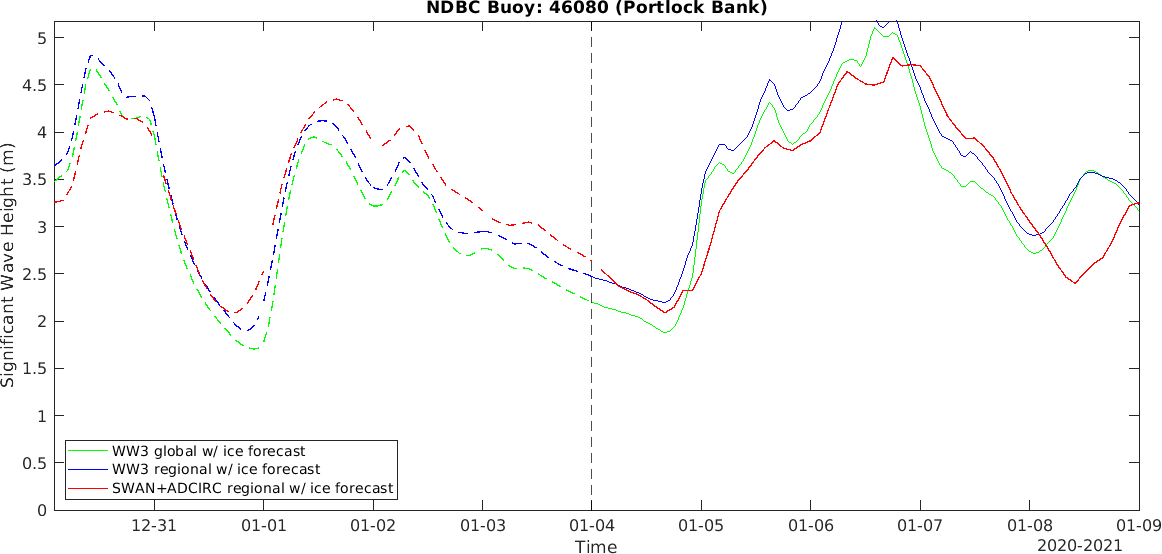 NDBC Buoy: 46080 (Portlock Bank)
Significant Wave Height (m)
5
4.5
4
3.5
3
2.5
2
1.5
1
0.5
0
WW3 global w/ ice forecast
WW3 regional w/ ice forecast
SWAN+ADCIRC regional w/ ice forecast
12-31 01-01 01-02 01-03 01-04 01-05 01-06 01-07 01-08 01-09
Time
2020-2021